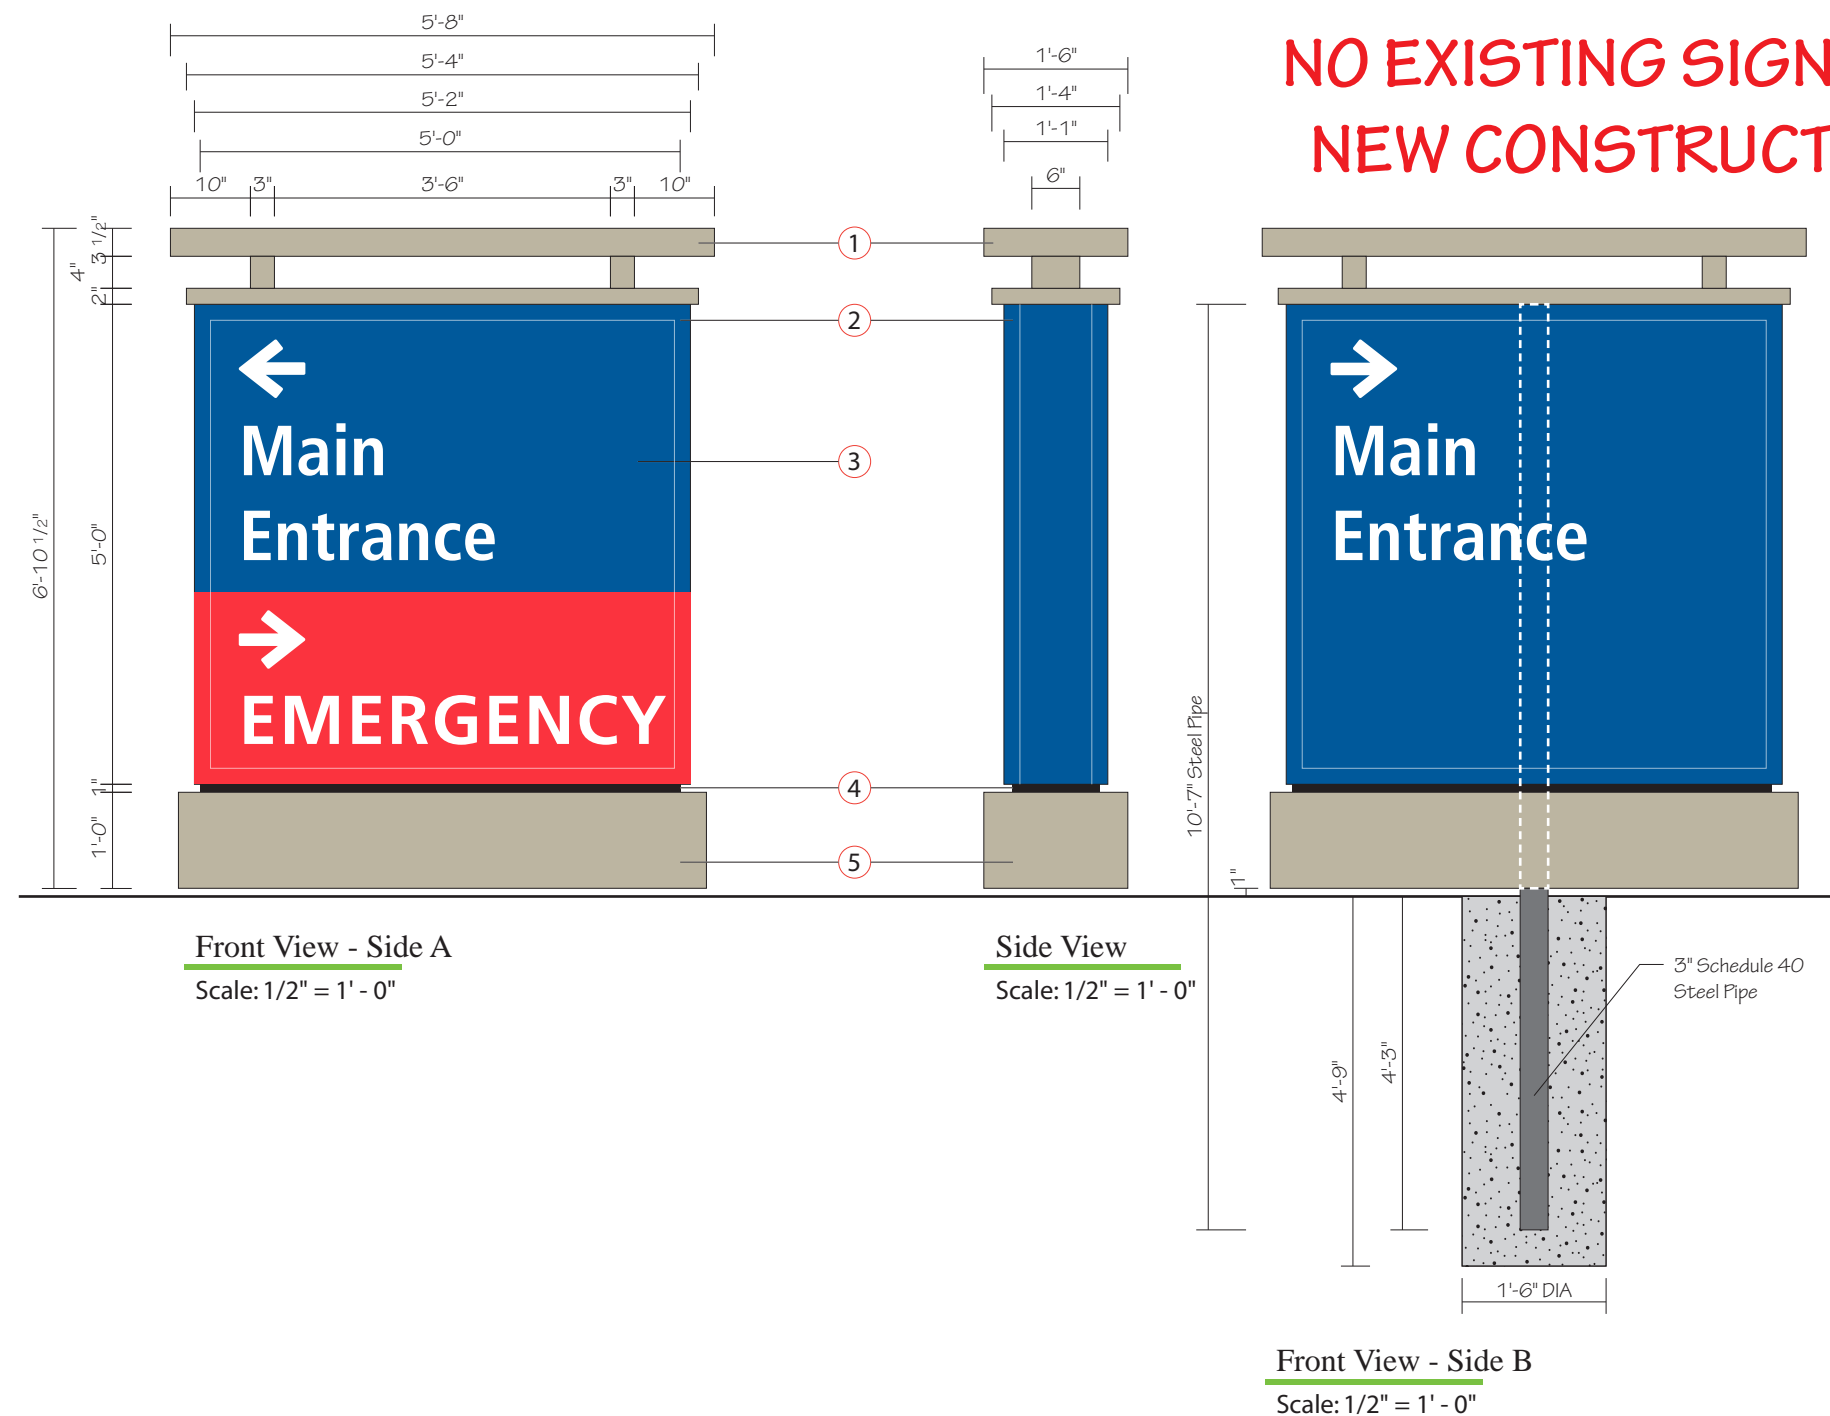 5'-8"
5'-4"
5'-2"
5'-0"
10" 3" 3'-6" 3" 10"
1'-6"
1'-4"
1'-1"
6"
NO EXISTING SIGN
NEW CONSTRUCT
3 1/2"
4"
2"
6'-10 1/2"
5'-0"
1"
1'-0"
1
2
3
4
5
←
Main
Entrance
→
EMERGENCY
→
Main
Entrance
10'-7" Steel Pipe
1"
Front View - Side A
Scale: 1/2" = 1' - 0"
Side View
Scale: 1/2" = 1' - 0"
3" Schedule 40
Steel Pipe
4'-9"
4'-3"
1'-6" DIA
Front View - Side B
Scale: 1/2" = 1' - 0"